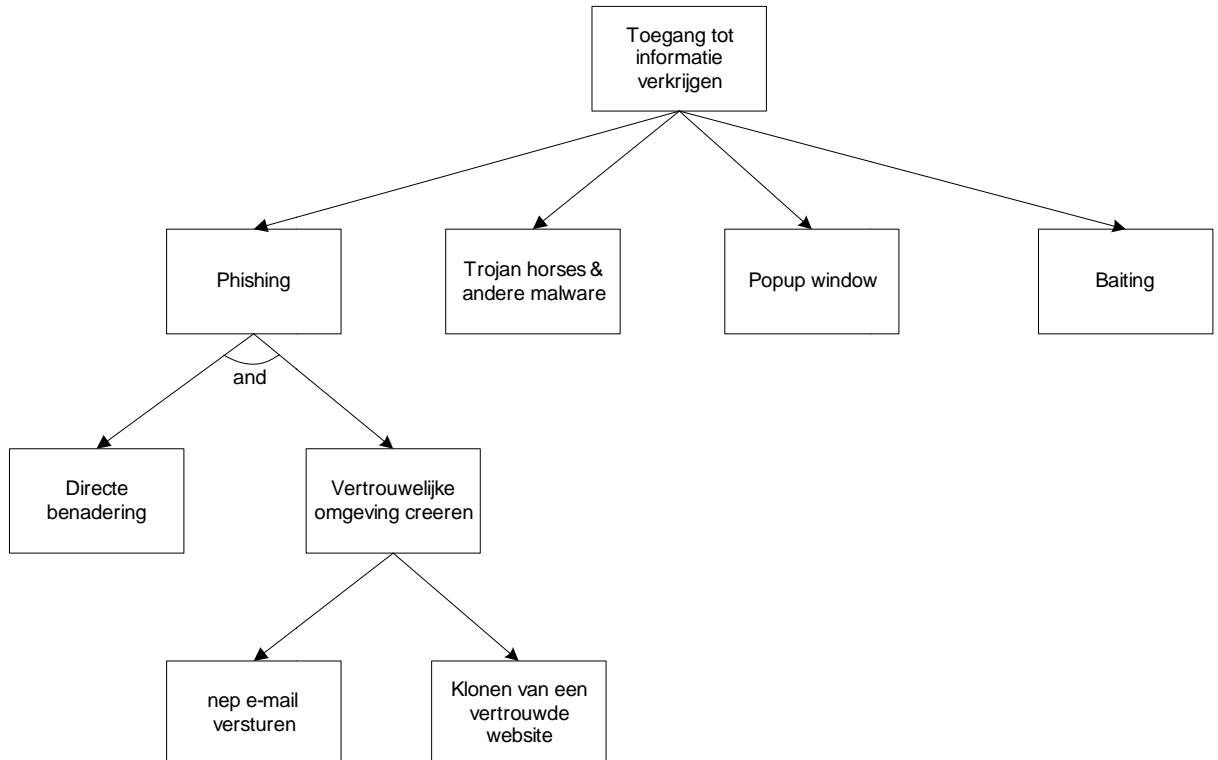 Toegang tot
informatie
verkrijgen
Phishing
Trojan horses &
andere malware
Popup window
Baiting
and
Directe
benadering
Vertrouwelijke
omgeving creeren
nep e-mail
versturen
Klonen van een
vertrouwde
website